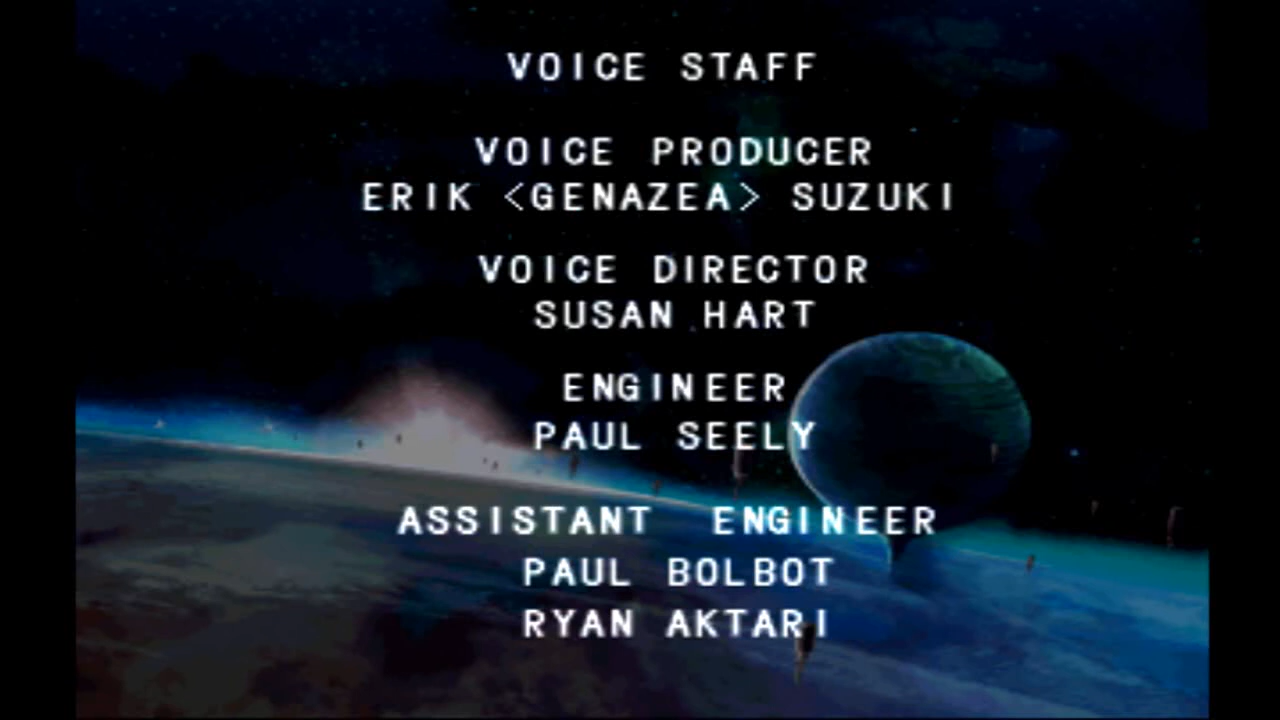 VOICE STAFF
VOICE PRODUCER
ERIK <GENAZEA> SUZUKI
VOICE DIRECTOR
SUSAN HART
ENGINEER
PAUL SEELY
ASSISTANT ENGINEER
PAUL BOLBOT
RYAN AKTARI